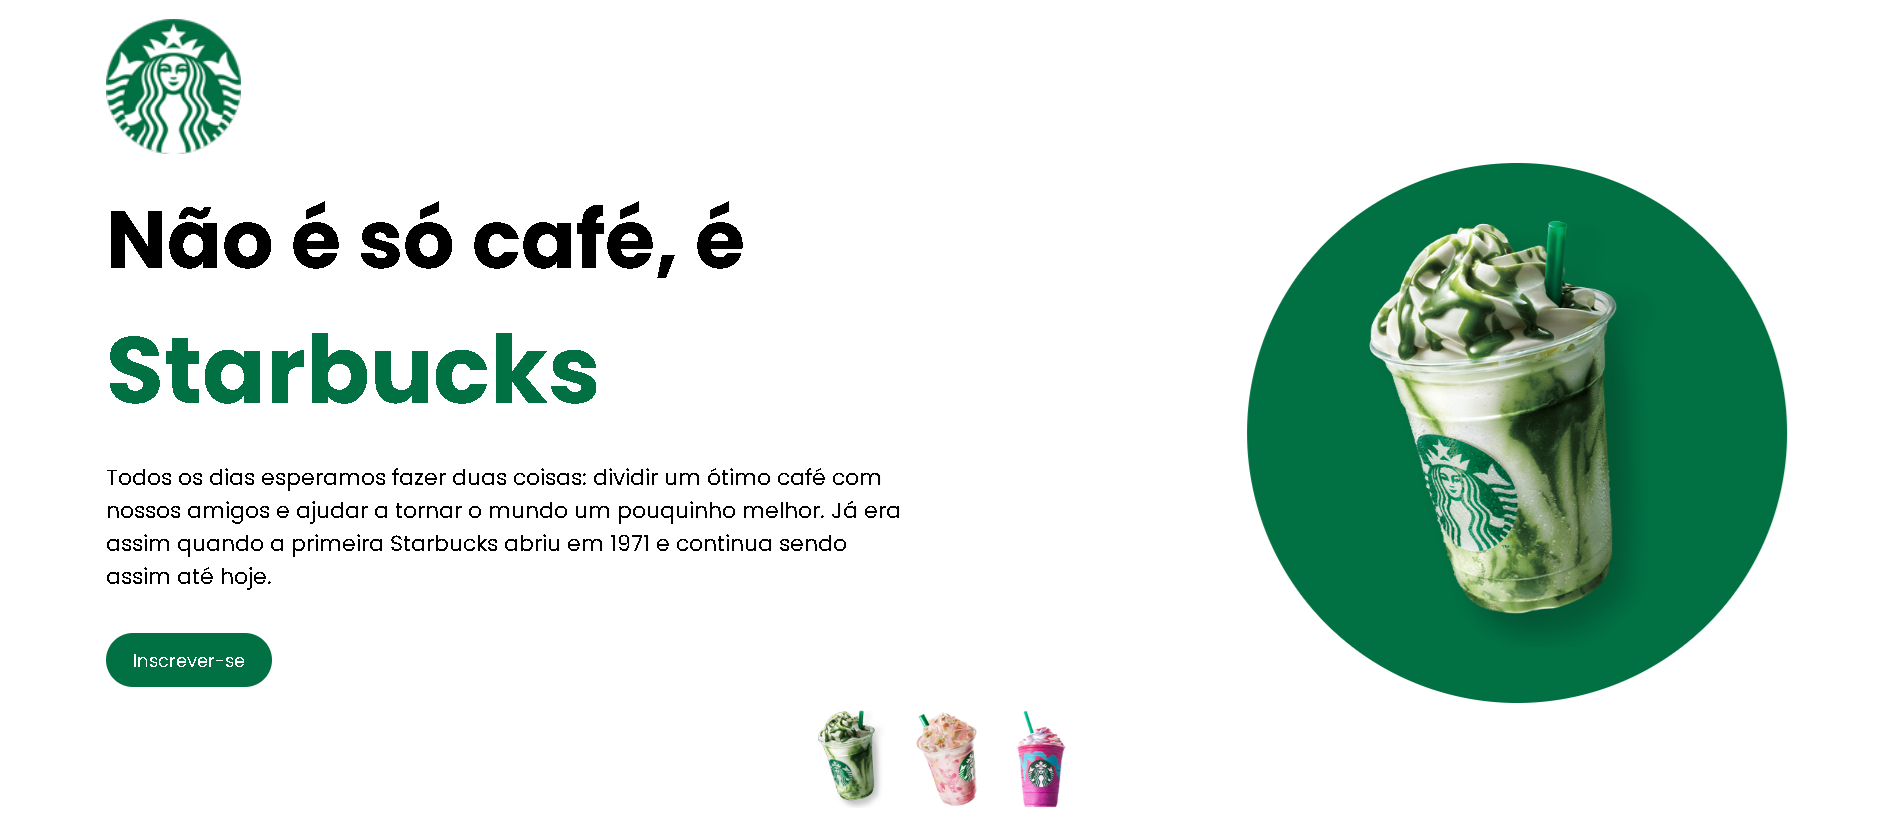 Não é só café, é
Starbucks
Todos os dias esperamos fazer duas coisas: dividir um ótimo café com
nossos amigos e ajudar a tornar o mundo um pouquinho melhor. Já era
assim quando a primeira Starbucks abriu em 1971 e continua sendo
assim até hoje.
Inscrever-se